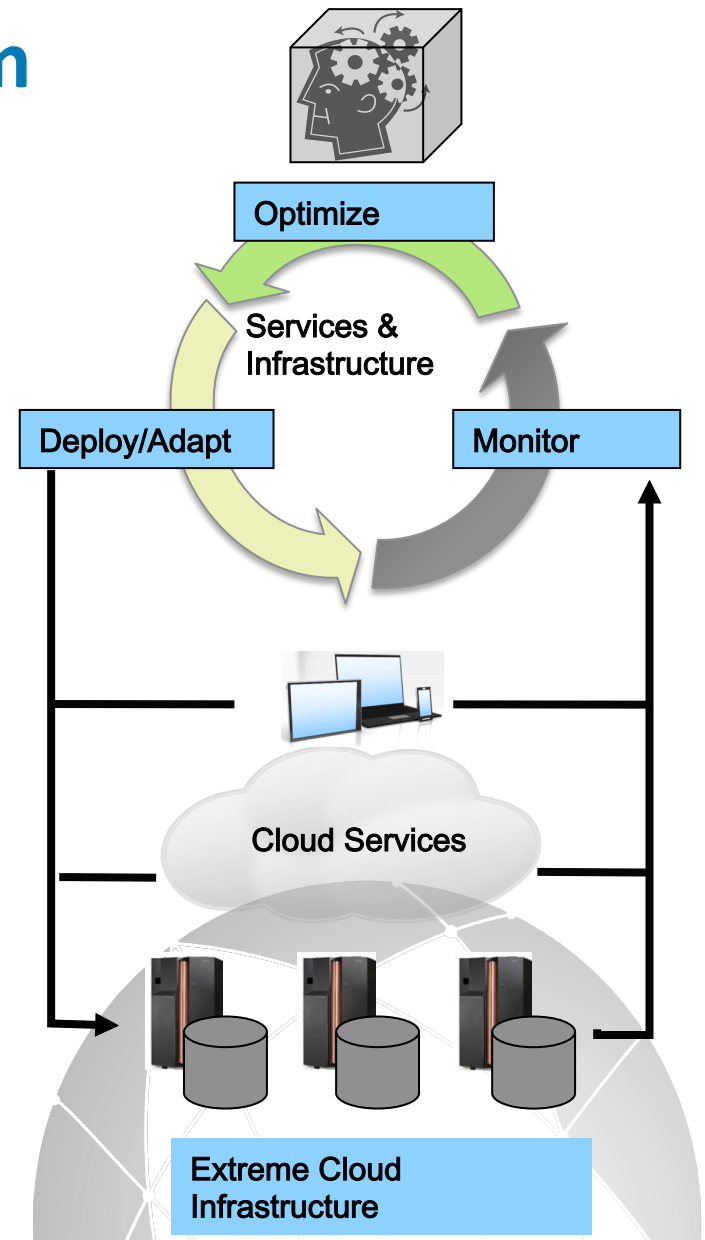 m
Optimize
Services &
Infrastructure
Deploy/Adapt
Monitor
Cloud Services
Extreme Cloud
Infrastructure